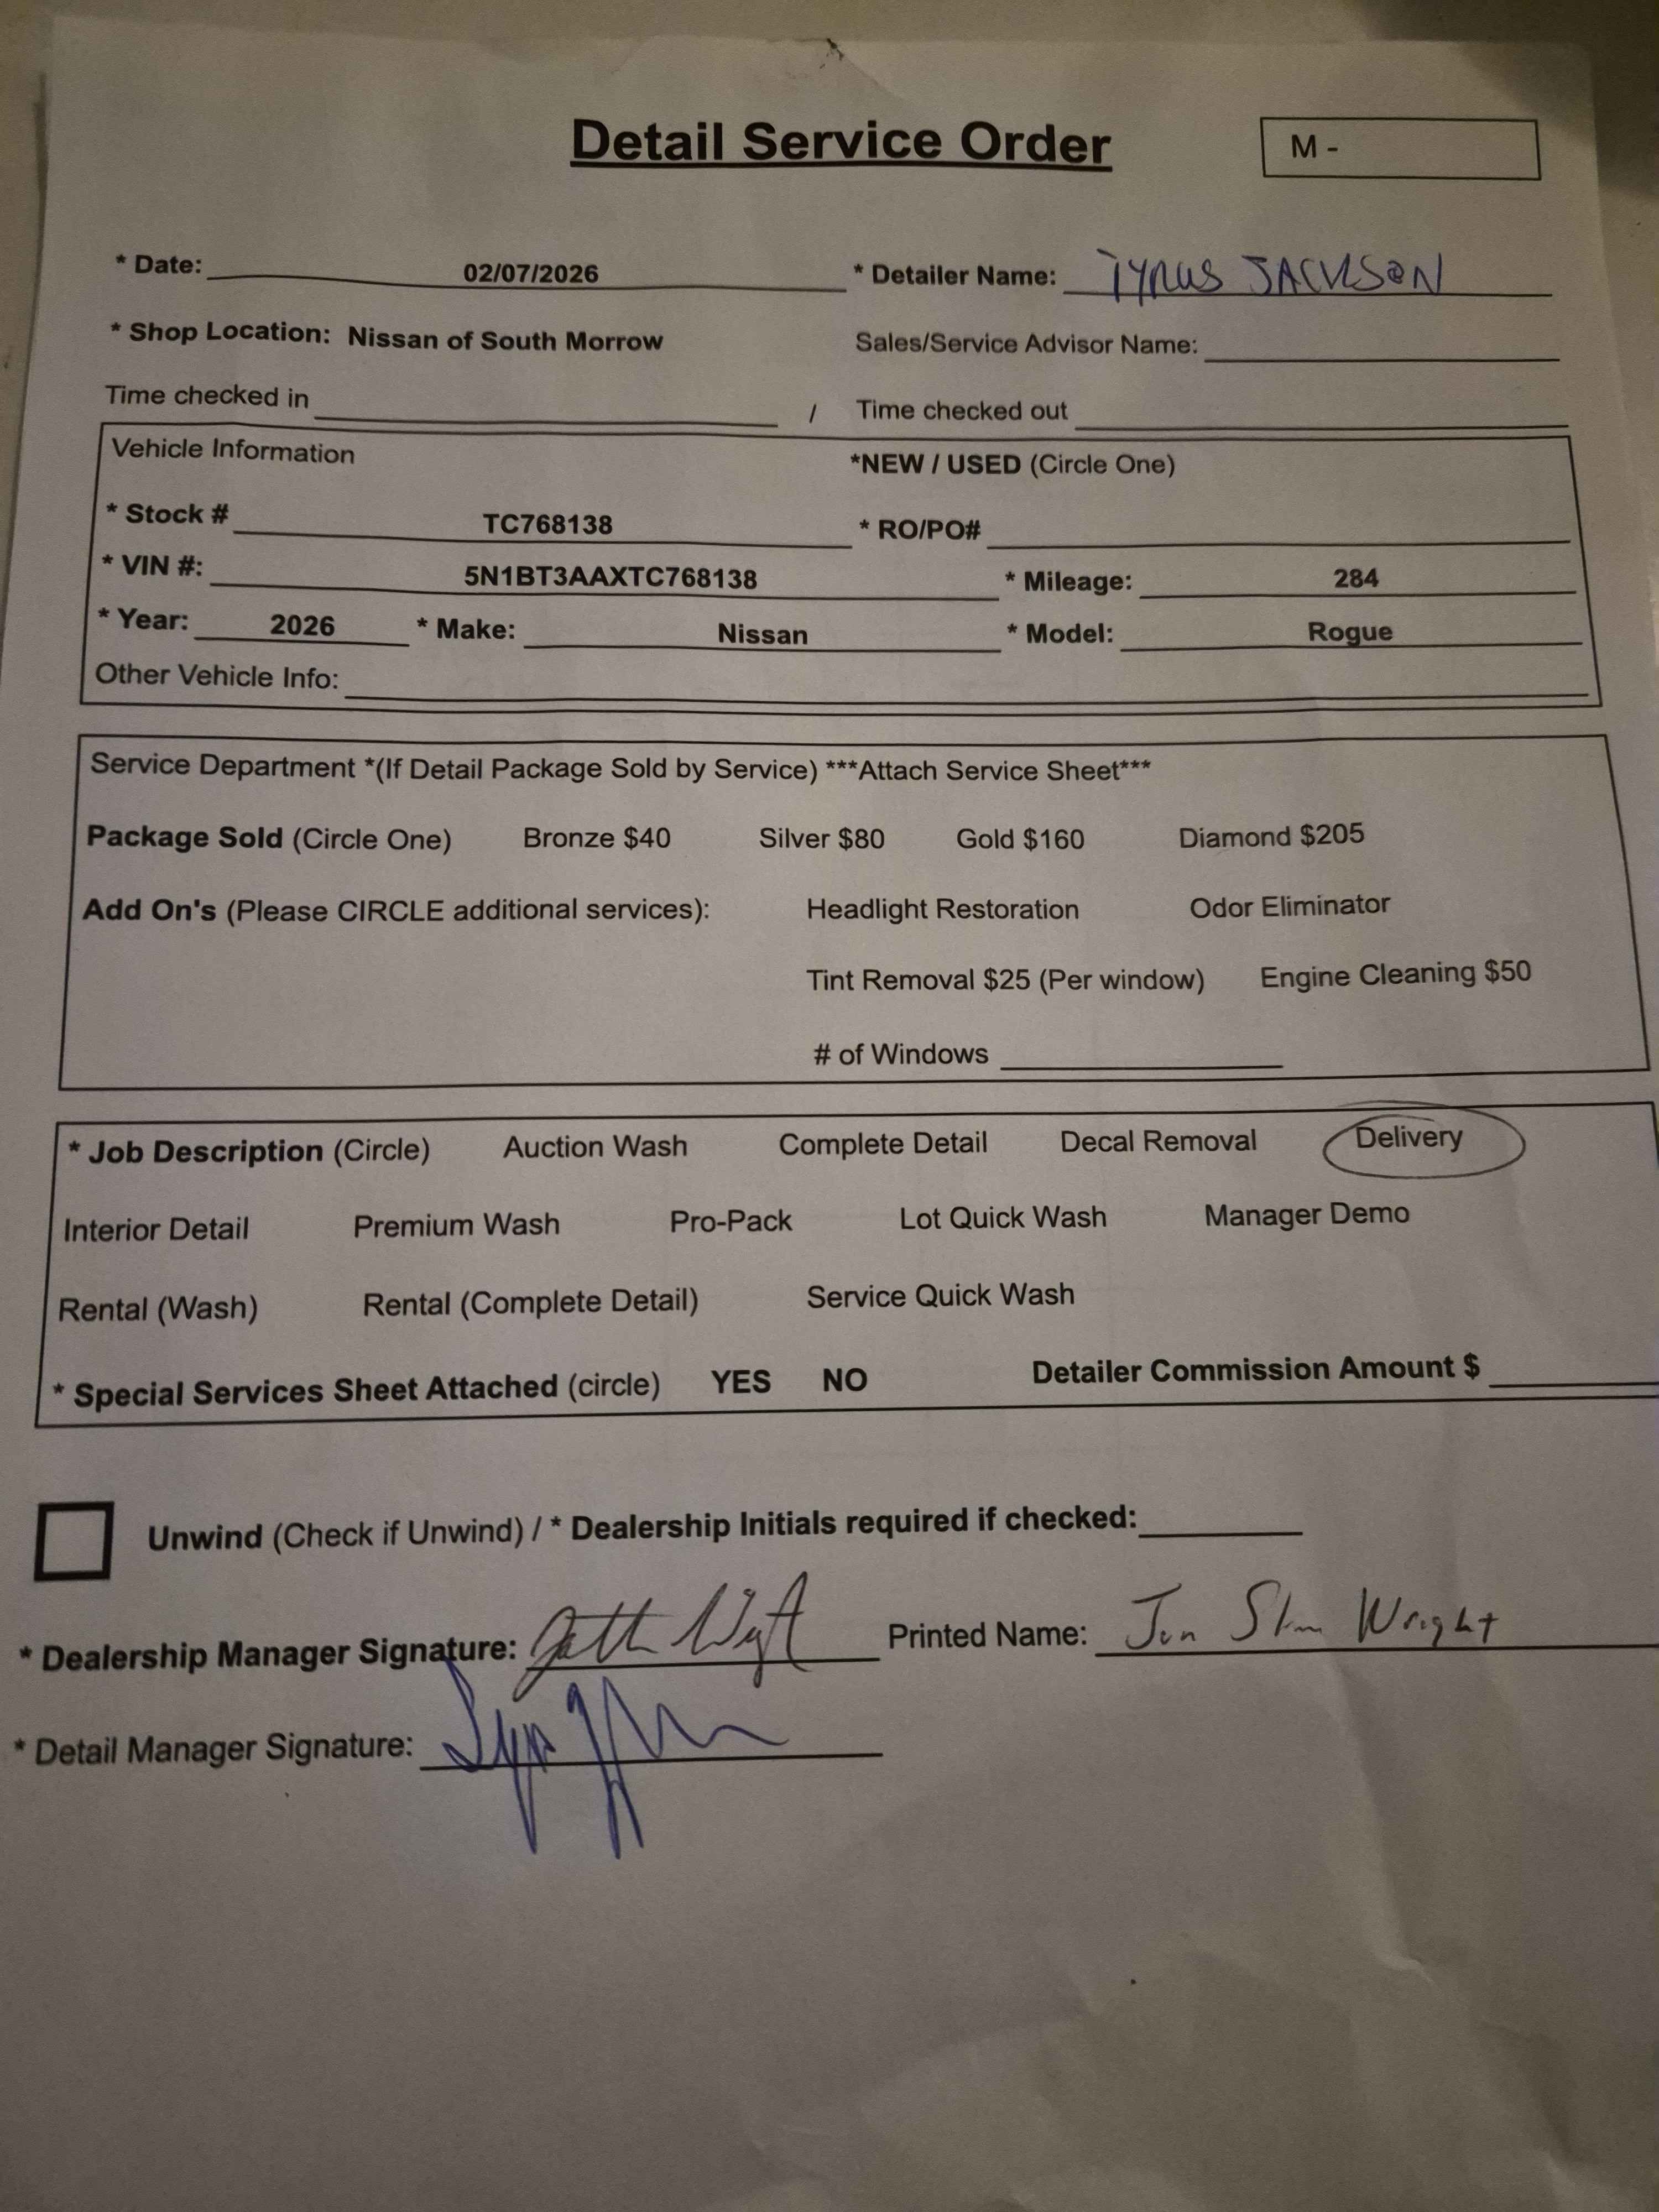 Detail Service Order
M -
* Date: 02/07/2026 * Detailer Name: TYRUS JACKSON
* Shop Location: Nissan of South Morrow Sales/Service Advisor Name:
Time checked in / Time checked out
Vehicle Information *NEW / USED (Circle One)
* Stock # TC768138 * RO/PO#
* VIN #: 5N1BT3AAXTC768138 * Mileage: 284
* Year: 2026 * Make: Nissan * Model: Rogue
Other Vehicle Info:
Service Department *(If Detail Package Sold by Service) ***Attach Service Sheet***
Package Sold (Circle One) Bronze $40 Silver $80 Gold $160 Diamond $205
Add On's (Please CIRCLE additional services): Headlight Restoration Odor Eliminator
Tint Removal $25 (Per window) Engine Cleaning $50
# of Windows
* Job Description (Circle) Auction Wash Complete Detail Decal Removal Delivery
Interior Detail Premium Wash Pro-Pack Lot Quick Wash Manager Demo
Rental (Wash) Rental (Complete Detail) Service Quick Wash
* Special Services Sheet Attached (circle) YES NO Detailer Commission Amount $
Unwind (Check if Unwind) / * Dealership Initials required if checked:
* Dealership Manager Signature: Printed Name: Wright
* Detail Manager Signature: